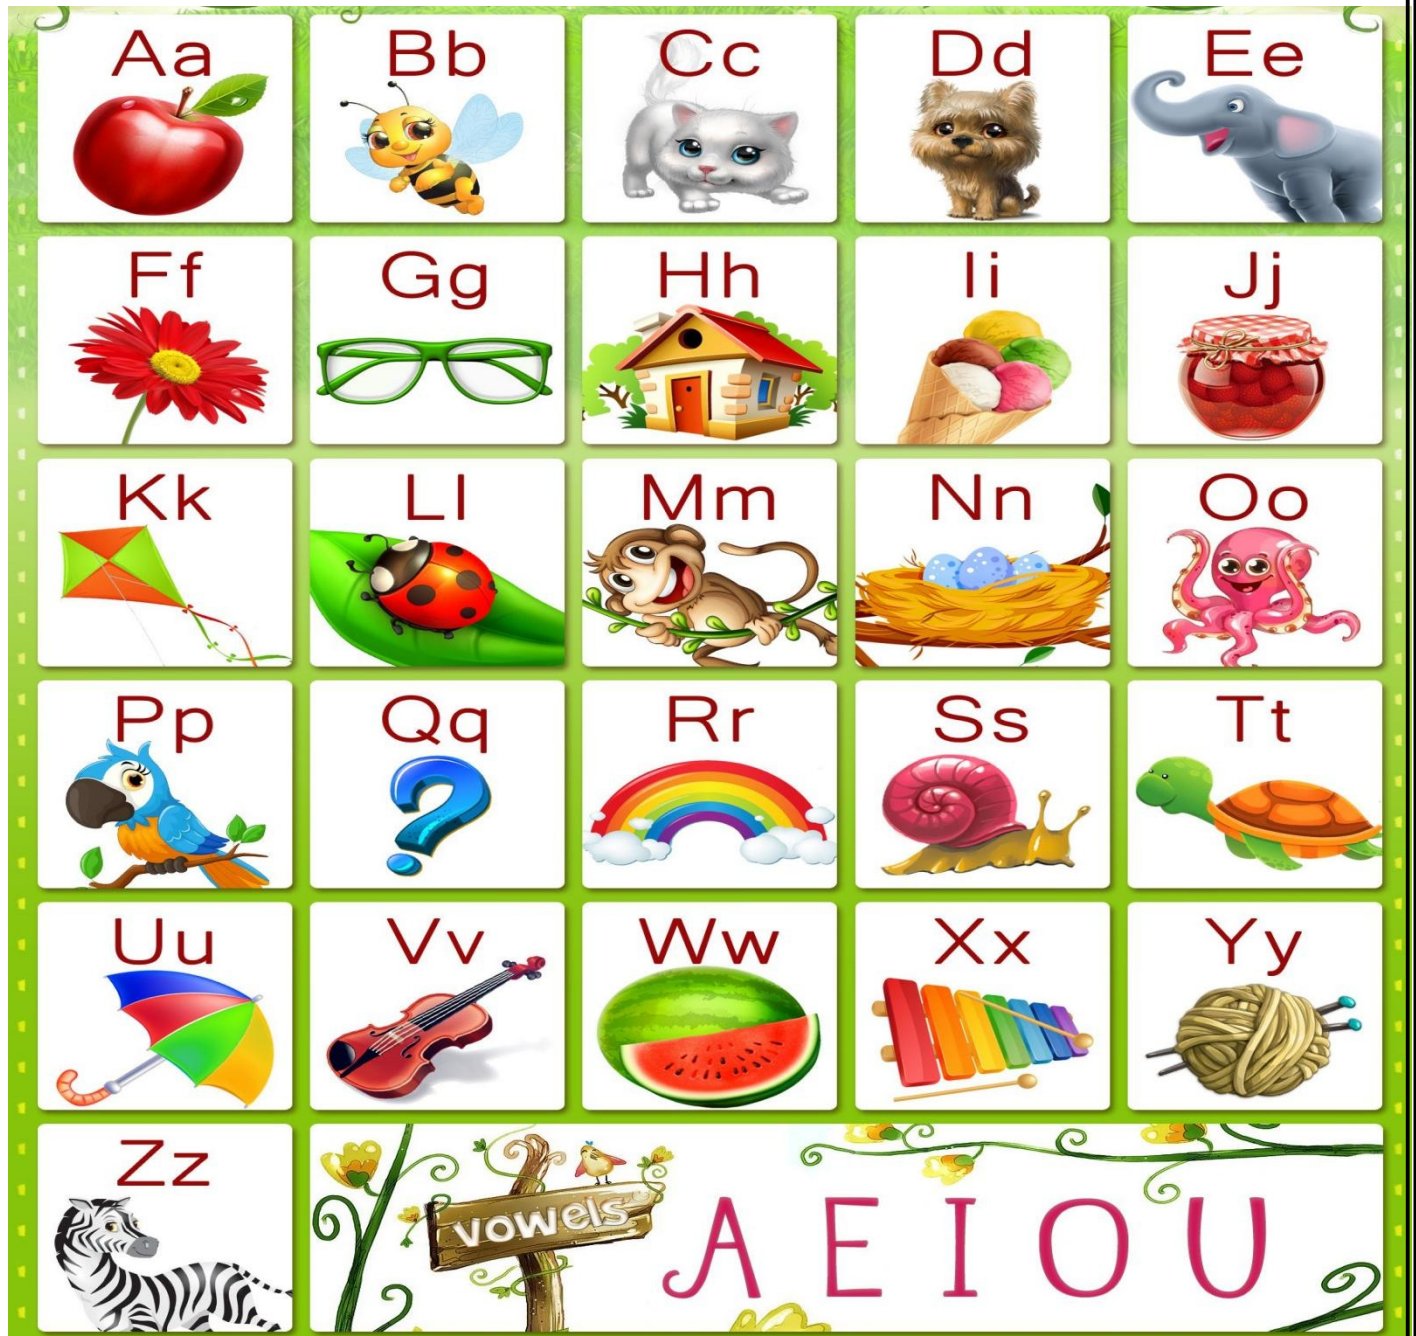 Aa Bb Cc Dd Ee
Ff Gg Hh Ii Jj
Kk Ll Mm Nn Oo
Pp Qq Rr Ss Tt
Uu Vv Ww Xx Yy
Zz
vowels A E I O U